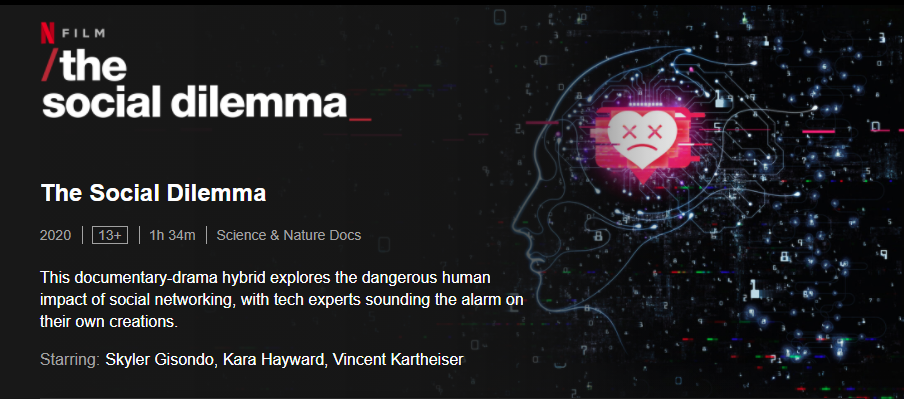 N FILM
/the
social dilemma_
The Social Dilemma
2020 | 13+ | 1h 34m | Science & Nature Docs
This documentary-drama hybrid explores the dangerous human
impact of social networking, with tech experts sounding the alarm on
their own creations.
Starring: Skyler Gisondo, Kara Hayward, Vincent Kartheiser